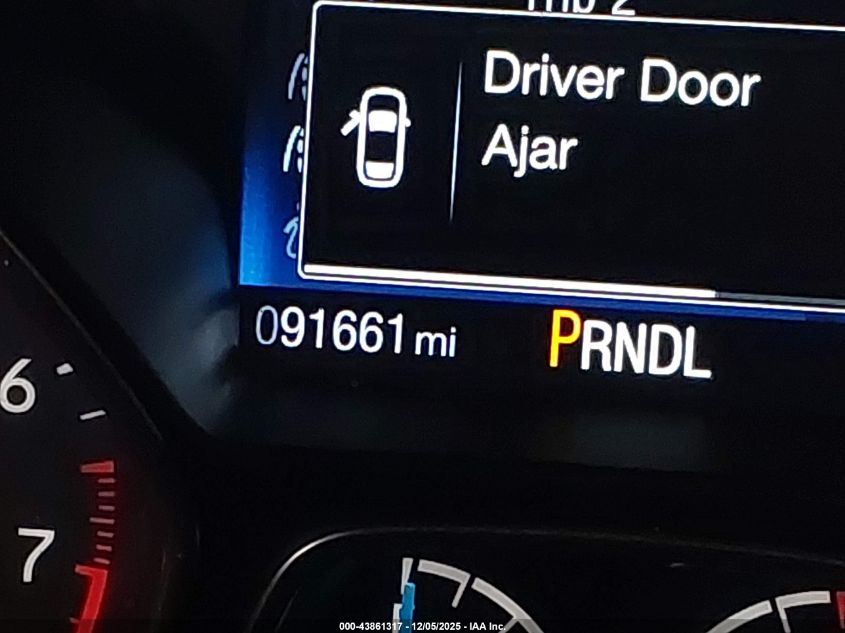 Driver Door
Ajar
091661 mi
PRNDL
6
7
000-43861317 - 12/05/2025 - IAA Inc.